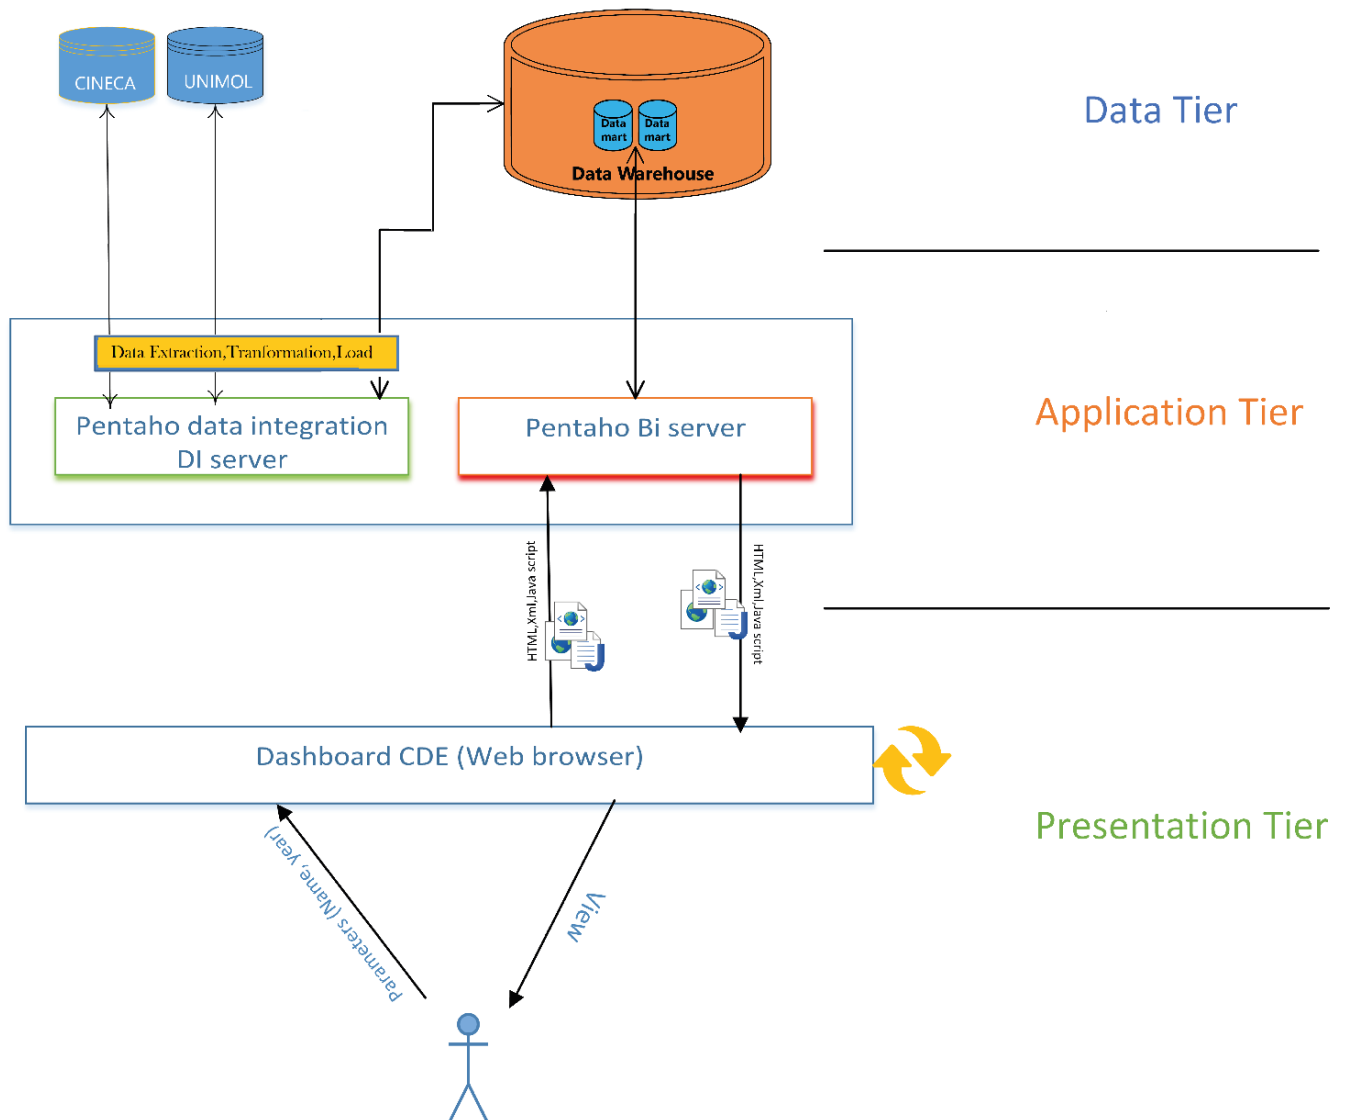 CINECA
UNIMOL
Data
mart
Data
mart
Data Warehouse
Data Tier
Data Extraction,Tranformation,Load
Pentaho data integration
DI server
Pentaho Bi server
Application Tier
HTML,Xml,Java script
HTML,Xml,Java script
Dashboard CDE (Web browser)
Presentation Tier
Parameters (Name, year)
View